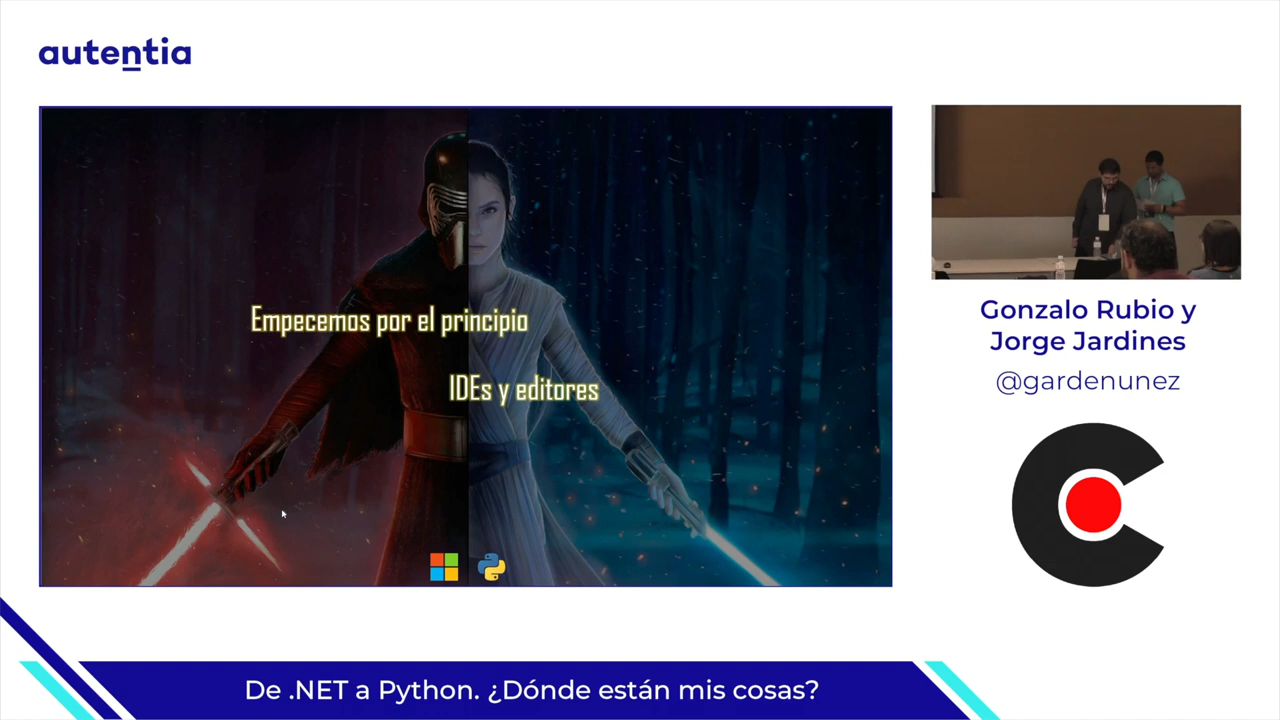 autentia
Empecemos por el principio
IDEs y editores
Gonzalo Rubio y
Jorge Jardines
@gardenunez
De .NET a Python. ¿Dónde están mis cosas?